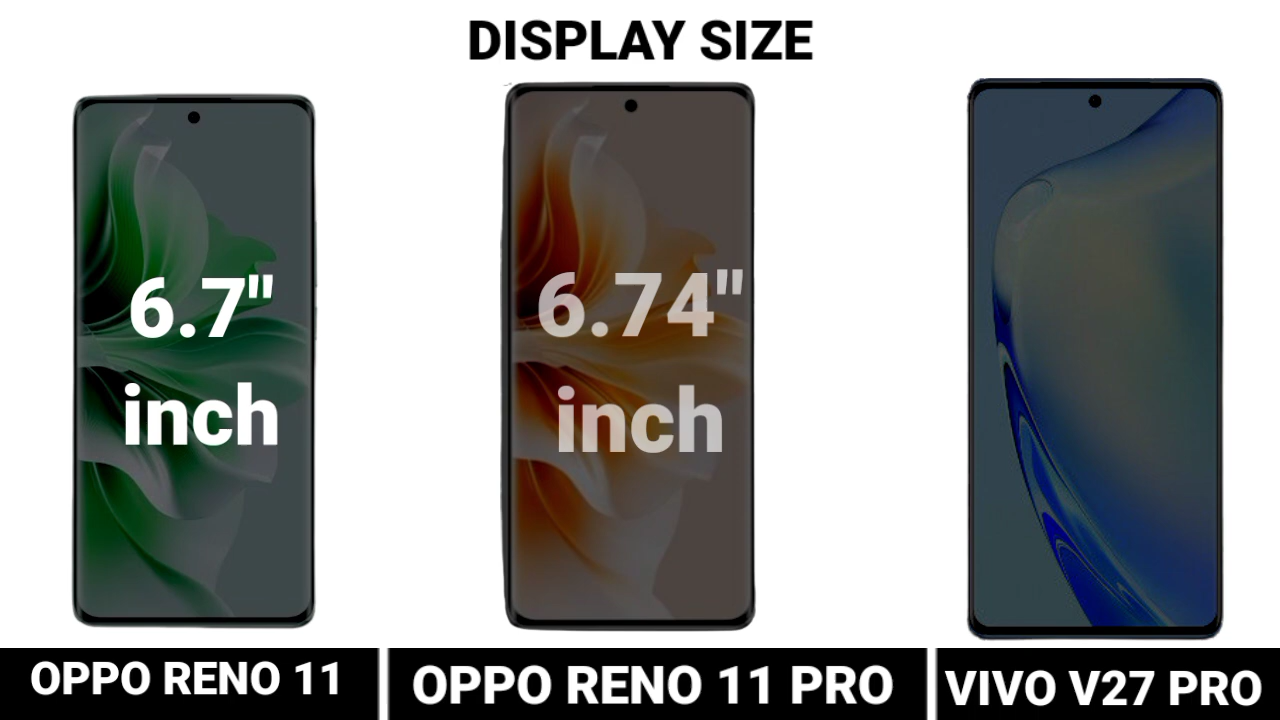 DISPLAY SIZE
6.7"
inch
6.74"
inch
OPPO RENO 11
OPPO RENO 11 PRO
VIVO V27 PRO